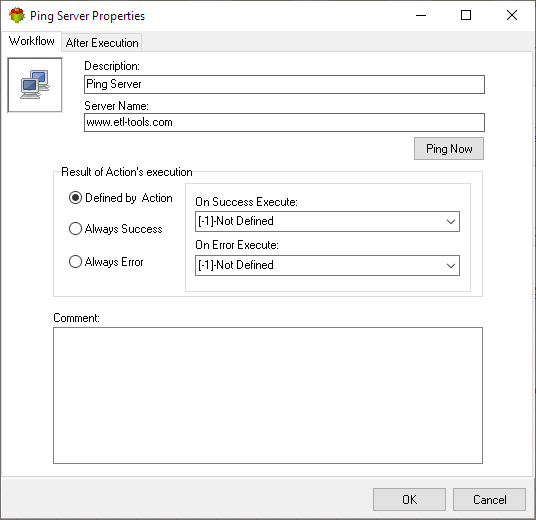 Ping Server Properties
Workflow
After Execution
Description:
Ping Server
Server Name:
www.etl-tools.com
Ping Now
Result of Action's execution
Defined by Action
Always Success
Always Error
On Success Execute:
[-1]-Not Defined
On Error Execute:
[-1]-Not Defined
Comment:
OK
Cancel